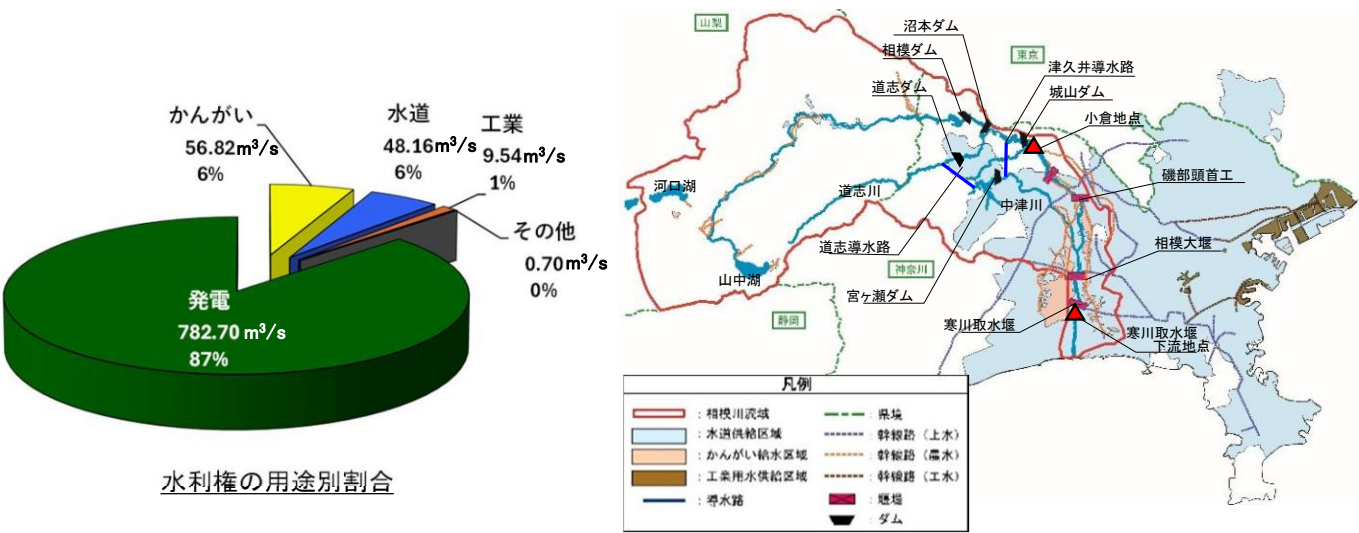 かんがい
56.82m³/s
6%
水道
48.16m³/s
6%
工業
9.54m³/s
1%
その他
0.70m³/s
0%
発電
782.70m³/s
87%
水利権の用途別割合
山梨
沼本ダム
相模ダム
道志ダム
東京
津久井導水路
城山ダム
小倉地点
河口湖
道志川
中津川
磯部頭首工
道志導水路
神奈川
相模大堰
山中湖
宮ヶ瀬ダム
静岡
寒川取水堰
寒川取水堰
下流地点
凡例
：相模川流域
：水道供給区域
：かんがい給水区域
：工業用水供給区域
：導水路
：県境
：幹線路（上水）
：幹線路（農水）
：幹線路（工水）
：堰堤
：ダム